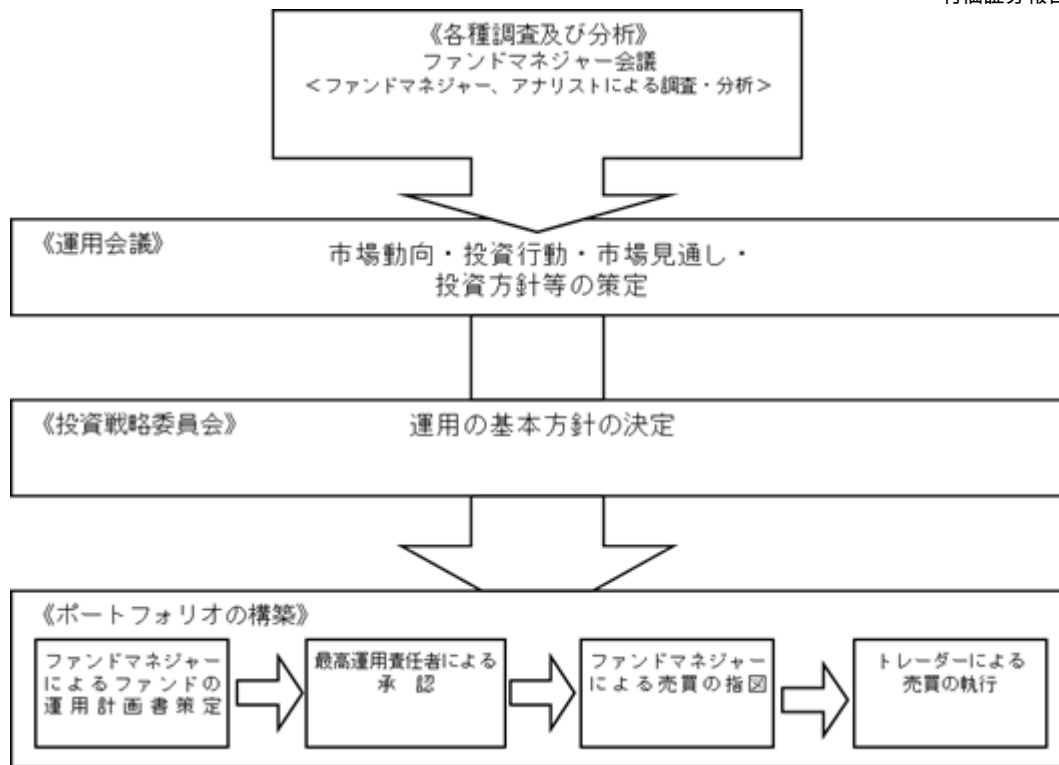 《各種調査及び分析》
ファンドマネジャー会議
＜ファンドマネジャー、アナリストによる調査・分析＞
《運用会議》
市場動向・投資行動・市場見通し・
投資方針等の策定
《投資戦略委員会》
運用の基本方針の決定
《ポートフォリオの構築》
ファンドマネジャー
によるファンドの
運用計画書策定
最高運用責任者による
承認
ファンドマネジャー
による売買の指図
トレーダーによる
売買の執行